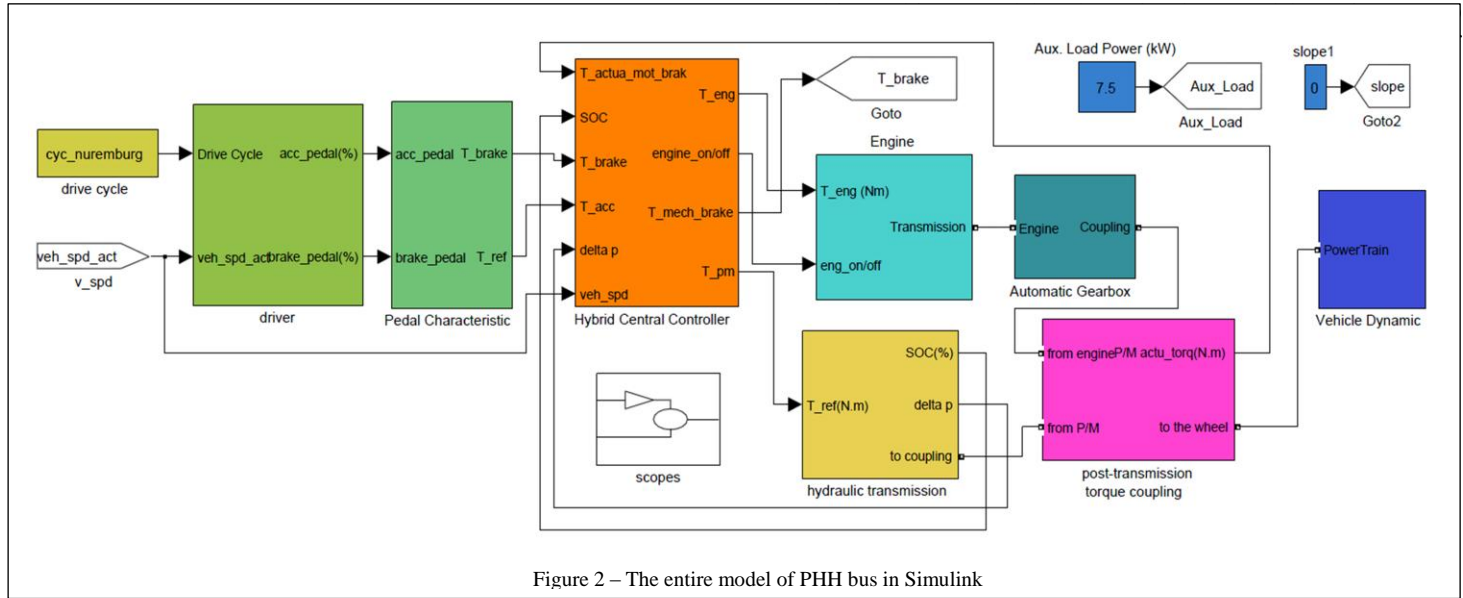 cyc_nuremburg
drive cycle
veh_spd_act
v_spd
Drive Cycle
acc_pedal(%)
veh_spd_act
brake_pedal(%)
driver
acc_pedal
T_brake
brake_pedal
T_ref
Pedal Characteristic
T_actua_mot_brak
SOC
T_brake
T_acc
delta p
veh_spd
T_eng
engine_on/off
T_mech_brake
T_pm
Hybrid Central Controller
T_brake
Goto
Engine
T_eng (Nm)
Transmission
eng_on/off
Engine
Coupling
Automatic Gearbox
Aux. Load Power (kW)
7.5
Aux_Load
Aux_Load
slope1
0
slope
Goto2
PowerTrain
Vehicle Dynamic
scopes
SOC(%)
T_ref(N.m)
delta p
to coupling
hydraulic transmission
from engine
P/M actu_torq(N.m)
from P/M
to the wheel
post-transmission
torque coupling
Figure 2 – The entire model of PHH bus in Simulink